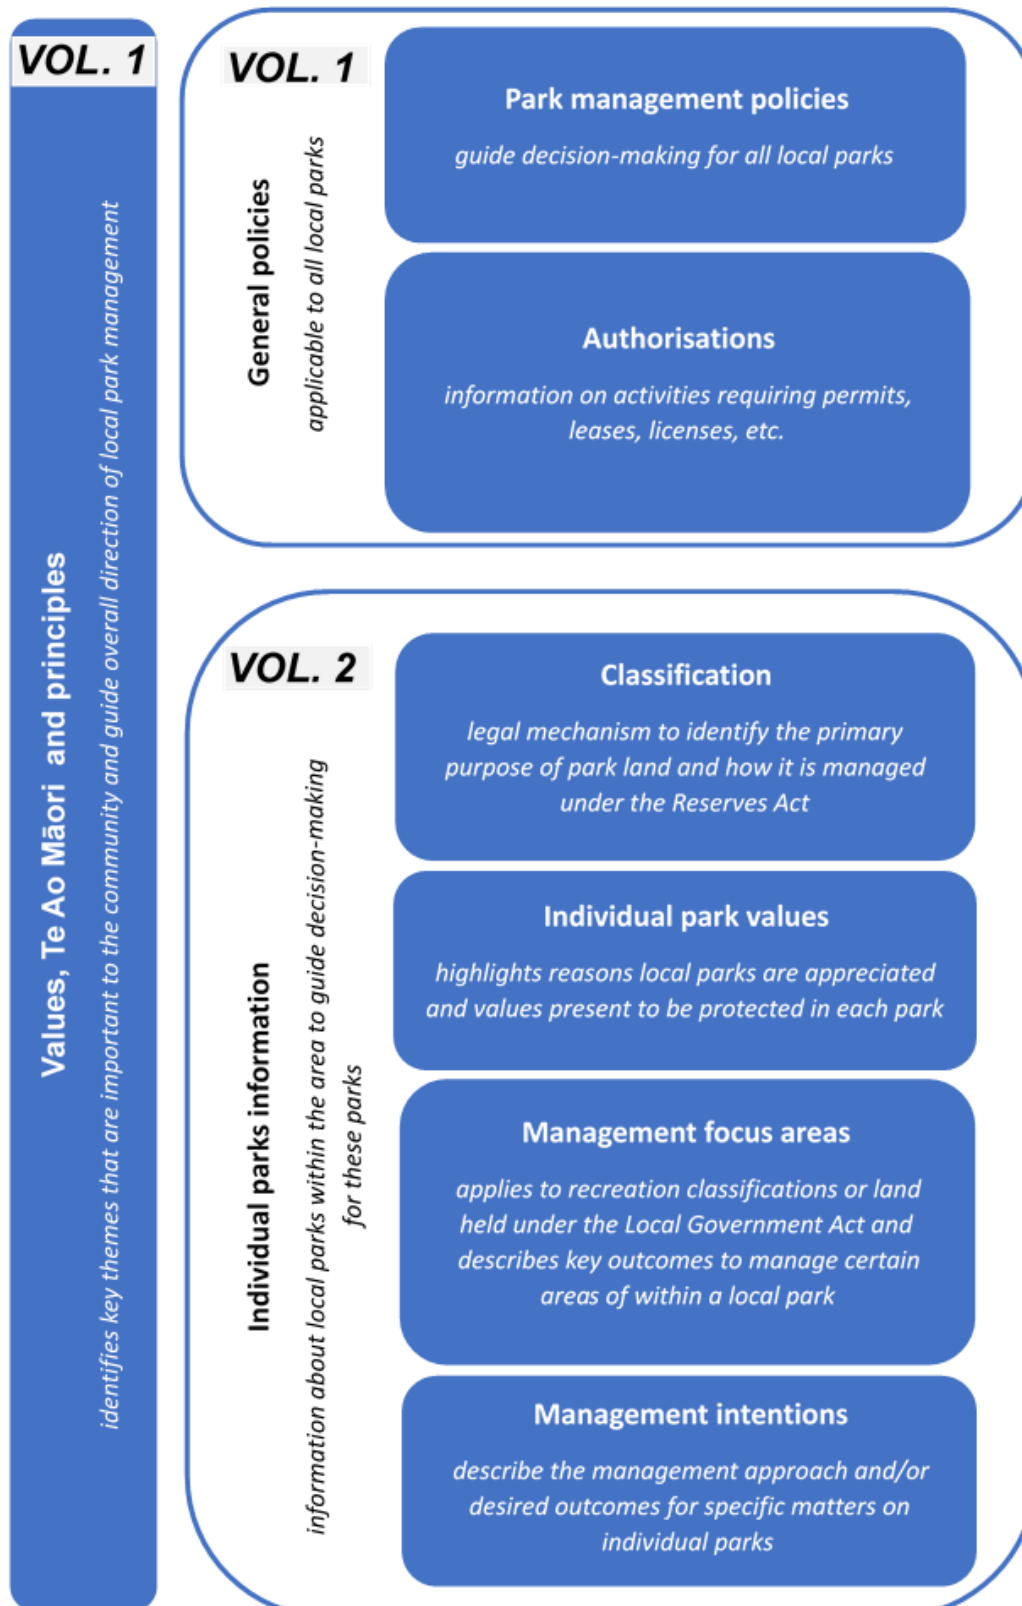 VOL. 1
Values, Te Ao Māori and principles
identifies key themes that are important to the community and guide overall direction of local park management
VOL. 1
General policies
applicable to all local parks
Park management policies
guide decision-making for all local parks
Authorisations
information on activities requiring permits,
leases, licenses, etc.
VOL. 2
Individual parks information
information about local parks within the area to guide decision-making
for these parks
Classification
legal mechanism to identify the primary
purpose of park land and how it is managed
under the Reserves Act
Individual park values
highlights reasons local parks are appreciated
and values present to be protected in each park
Management focus areas
applies to recreation classifications or land
held under the Local Government Act and
describes key outcomes to manage certain
areas of within a local park
Management intentions
describe the management approach and/or
desired outcomes for specific matters on
individual parks